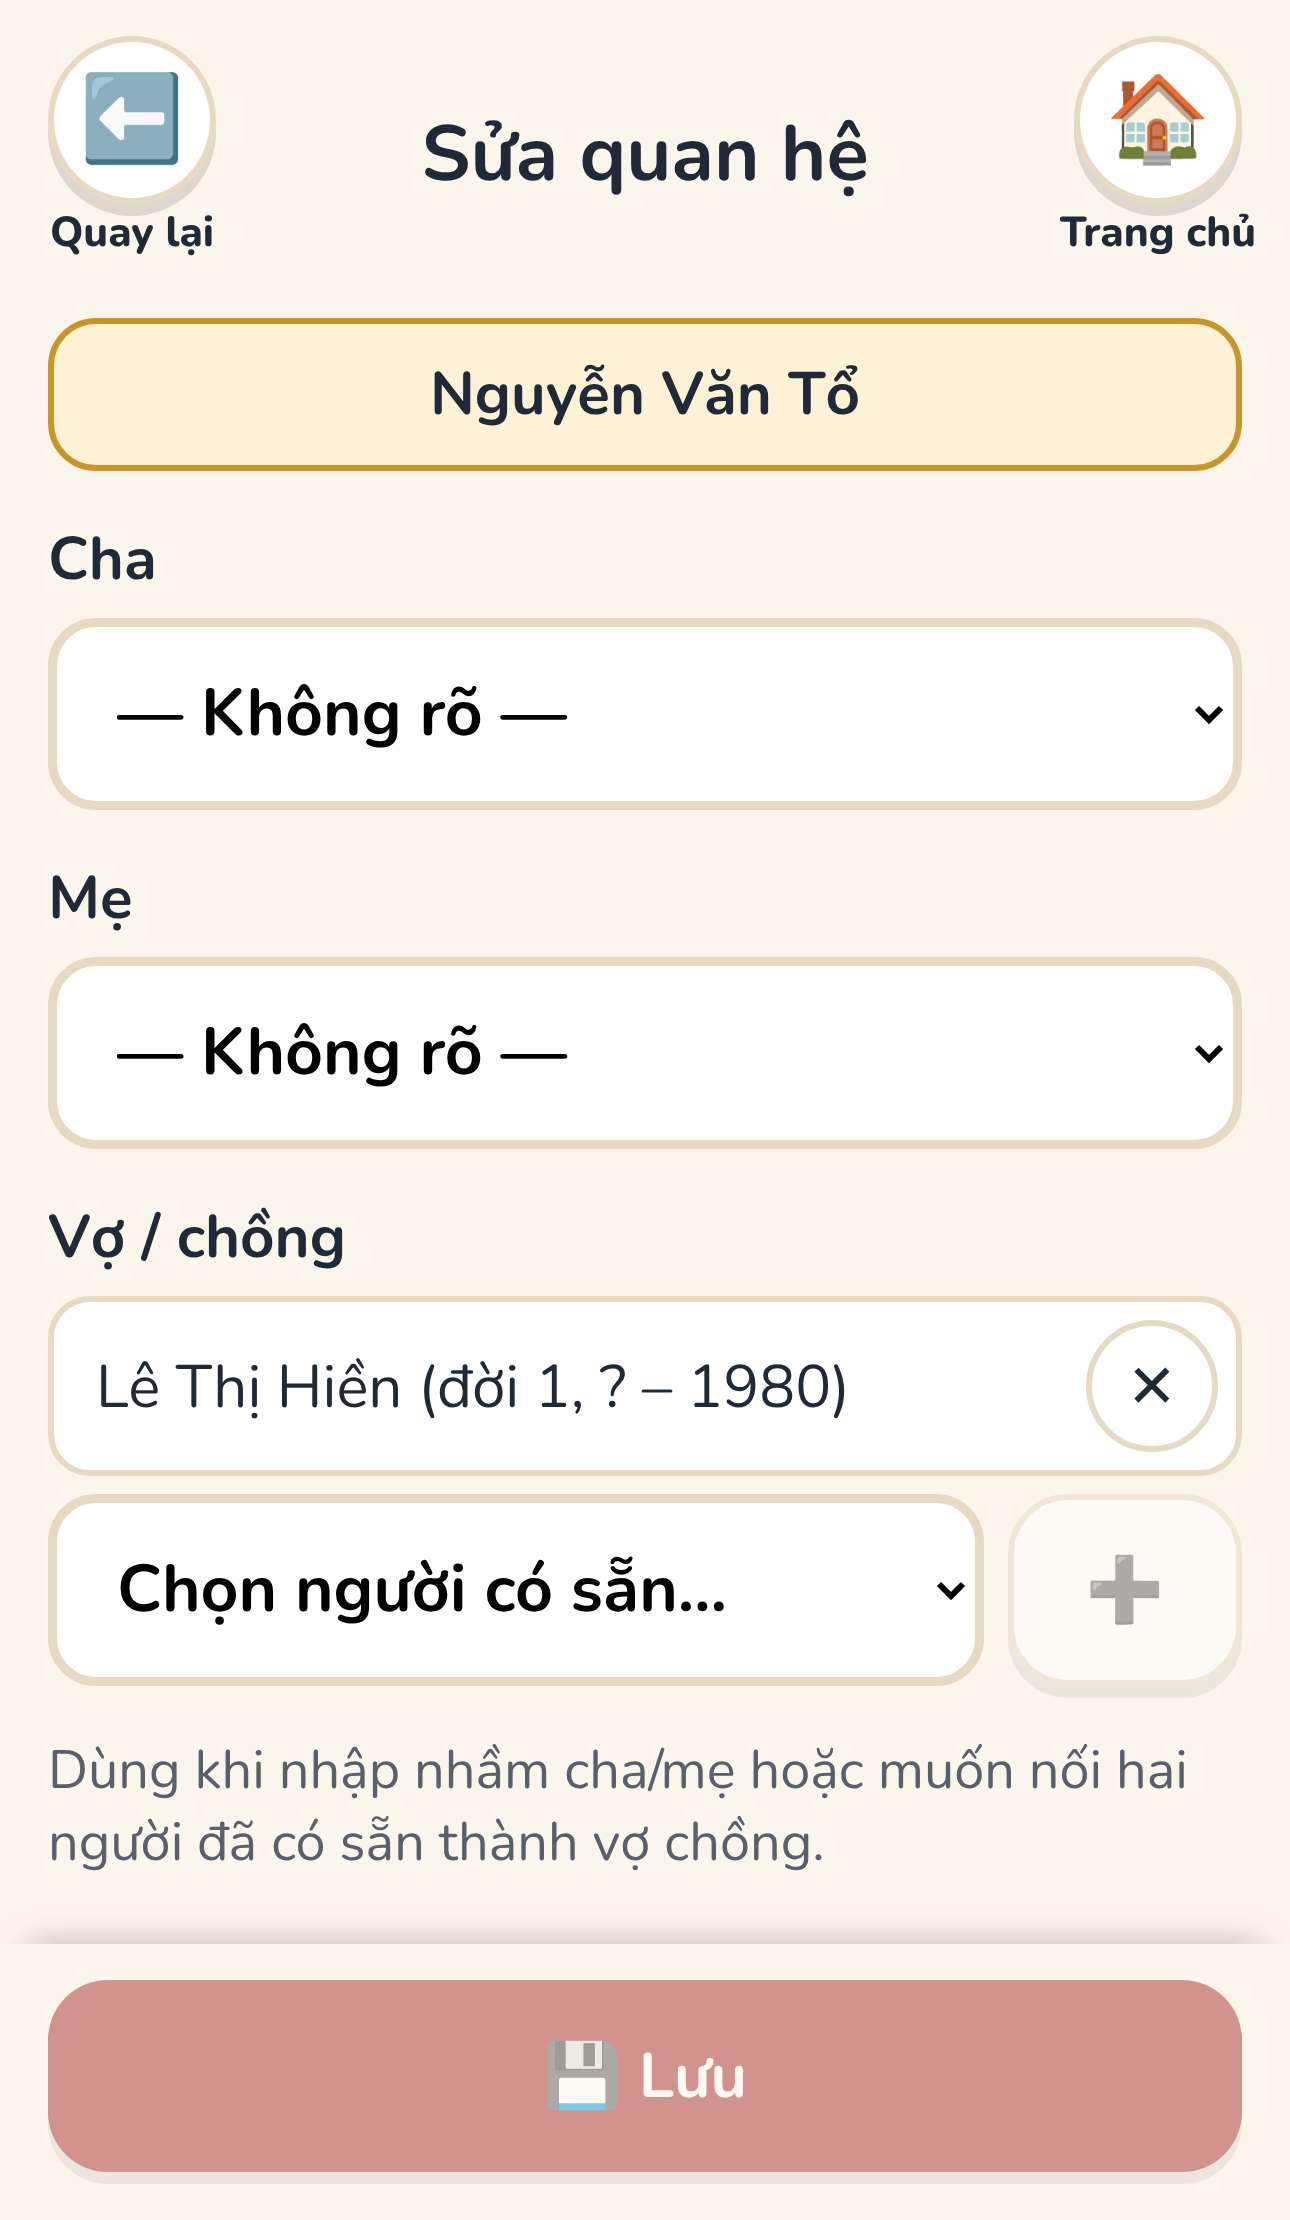 Quay lại
Sửa quan hệ
Trang chủ
Nguyễn Văn Tổ
Cha
— Không rõ —
Mẹ
— Không rõ —
Vợ / chồng
Lê Thị Hiền (đời 1, ? – 1980)
Chọn người có sẵn...
Dùng khi nhập nhầm cha/mẹ hoặc muốn nối hai
người đã có sẵn thành vợ chồng.
Lưu